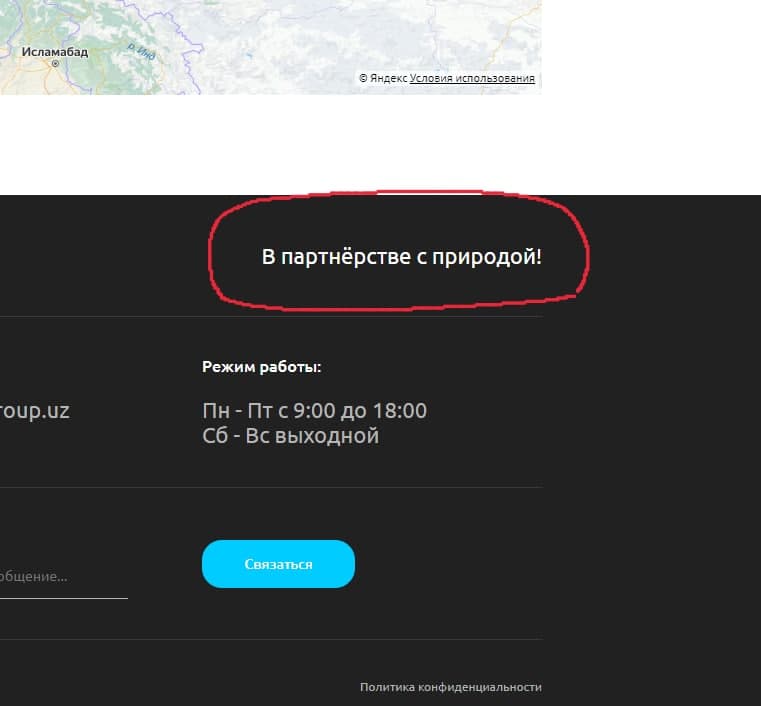 Исламабад
р. Инд
© Яндекс Условия использования
В партнёрстве с природой!
Режим работы:
roup.uz
Пн - Пт с 9:00 до 18:00
Сб - Вс выходной
Связаться
общение...
Политика конфиденциальности